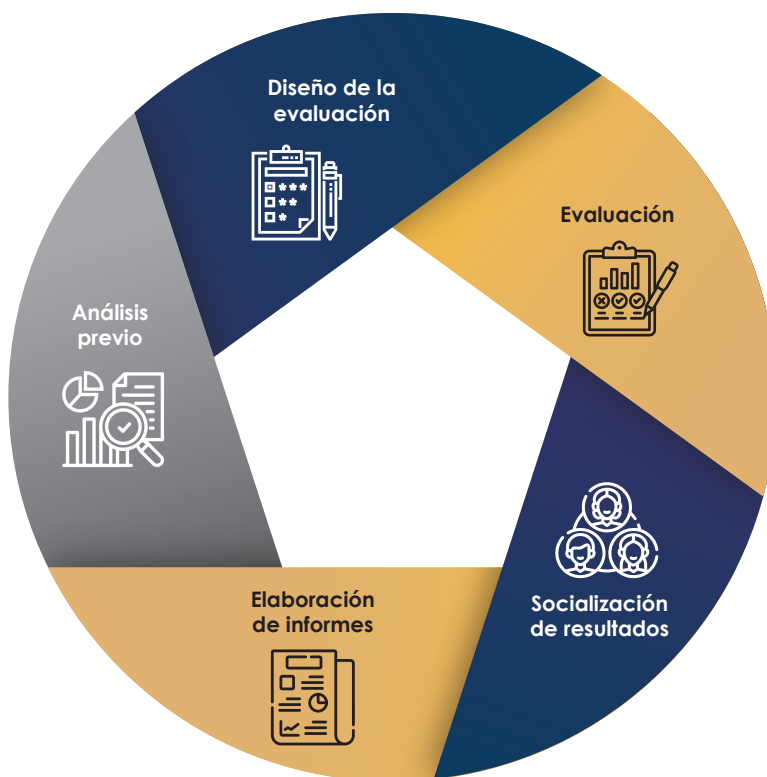 Diseño de la
evaluación
Evaluación
Análisis
previo
Socialización
de resultados
Elaboración
de informes